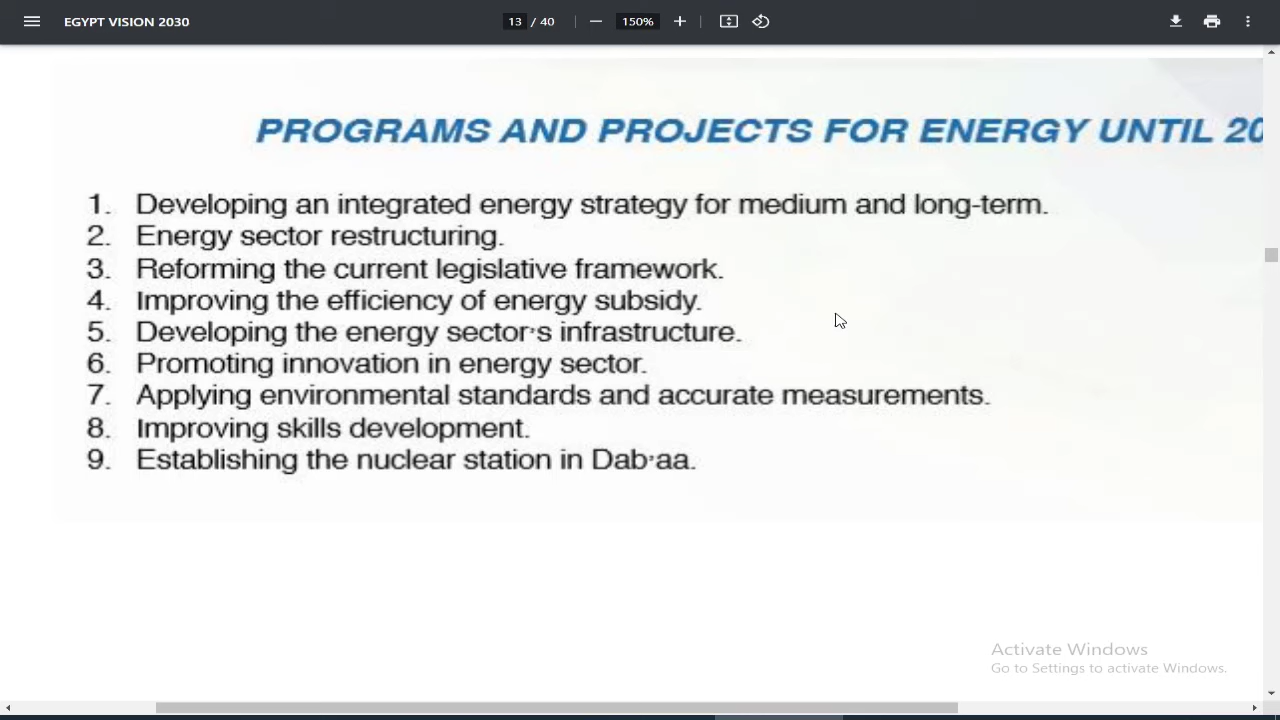 EGYPT VISION 2030
13 / 40
150%
PROGRAMS AND PROJECTS FOR ENERGY UNTIL 20
1. Developing an integrated energy strategy for medium and long-term.
2. Energy sector restructuring.
3. Reforming the current legislative framework.
4. Improving the efficiency of energy subsidy.
5. Developing the energy sector،s infrastructure.
6. Promoting innovation in energy sector.
7. Applying environmental standards and accurate measurements.
8. Improving skills development.
9. Establishing the nuclear station in Dab،aa.
Activate Windows
Go to Settings to activate Windows.